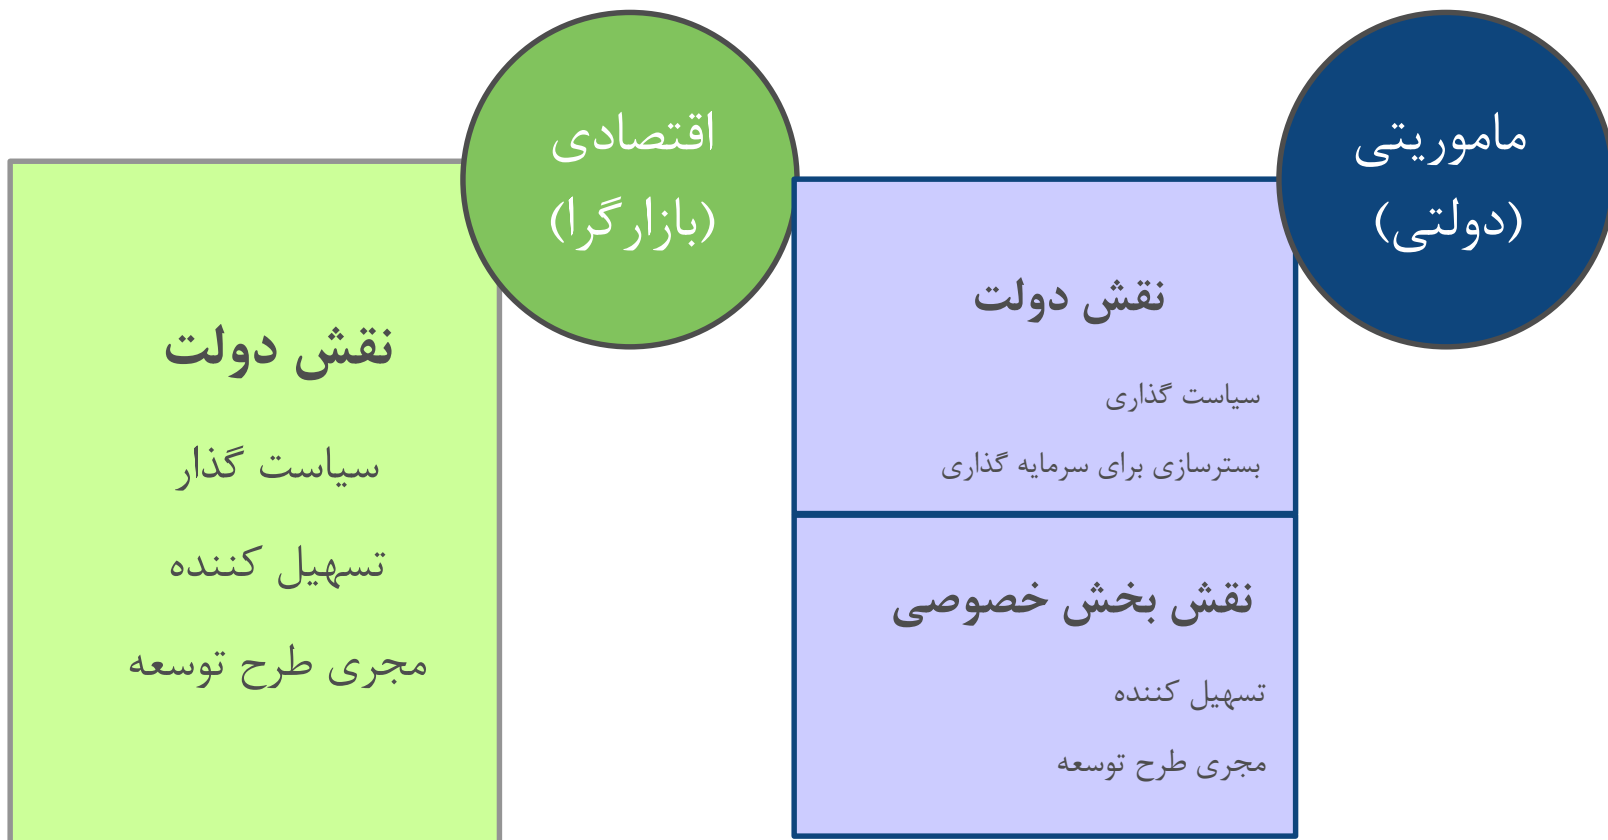 ماموریتی
(دولتی)
نقش دولت
سیاست گذاری
بسترسازی برای سرمایه گذاری
نقش بخش خصوصی
تسهیل کننده
مجری طرح توسعه
اقتصادی
(بازارگرا)
نقش دولت
سیاست گذار
تسهیل کننده
مجری طرح توسعه